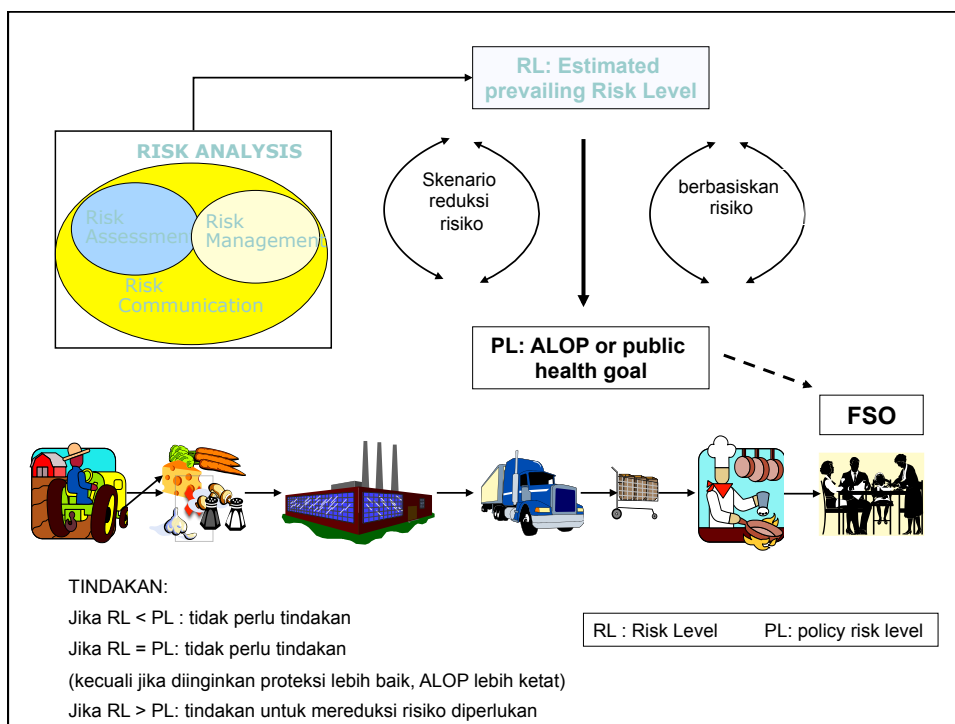 RL: Estimated
prevailing Risk Level
RISK ANALYSIS
Risk
Assessment
Risk
Management
Risk
Communication
Skenario
reduksi
risiko
berbasiskan
risiko
PL: ALOP or public
health goal
FSO
TINDAKAN:
Jika RL < PL : tidak perlu tindakan
Jika RL = PL: tidak perlu tindakan
(kecuali jika diinginkan proteksi lebih baik, ALOP lebih ketat)
Jika RL > PL: tindakan untuk mereduksi risiko diperlukan
RL : Risk Level PL: policy risk level